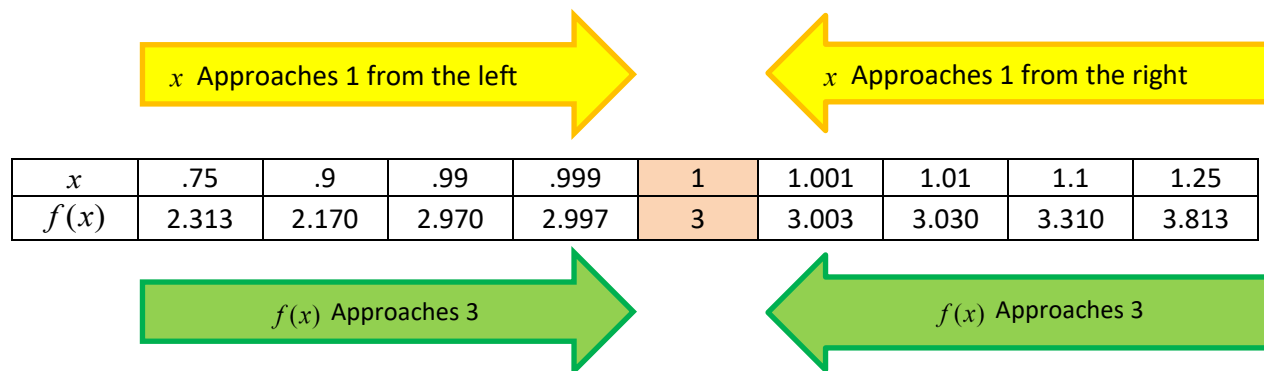 x Approaches 1 from the left
x Approaches 1 from the right
x .75 .9 .99 .999 1 1.001 1.01 1.1 1.25
f(x) 2.313 2.170 2.970 2.997 3 3.003 3.030 3.310 3.813
f(x) Approaches 3
f(x) Approaches 3